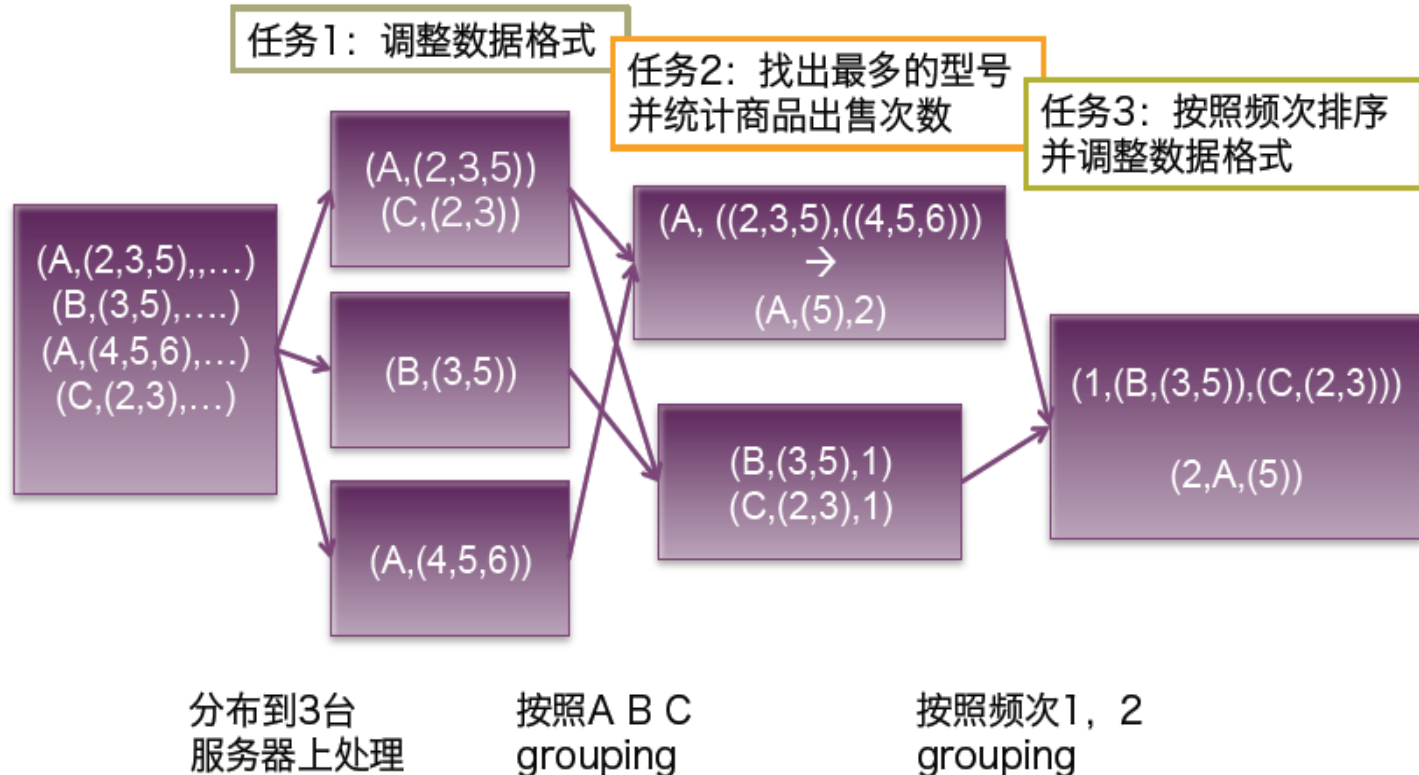 任务1：调整数据格式
任务2：找出最多的型号
并统计商品出售次数
任务3：按照频次排序
并调整数据格式
(A,(2,3,5),,…)
(B,(3,5),….)
(A,(4,5,6),…)
(C,(2,3),…)
(A,(2,3,5))
(C,(2,3))
(B,(3,5))
(A,(4,5,6))
(A, ((2,3,5),((4,5,6)))
→
(A,(5),2)
(B,(3,5),1)
(C,(2,3),1)
(1,(B,(3,5)),(C,(2,3)))
(2,A,(5))
分布到3台
服务器上处理
按照A B C
grouping
按照频次1，2
grouping